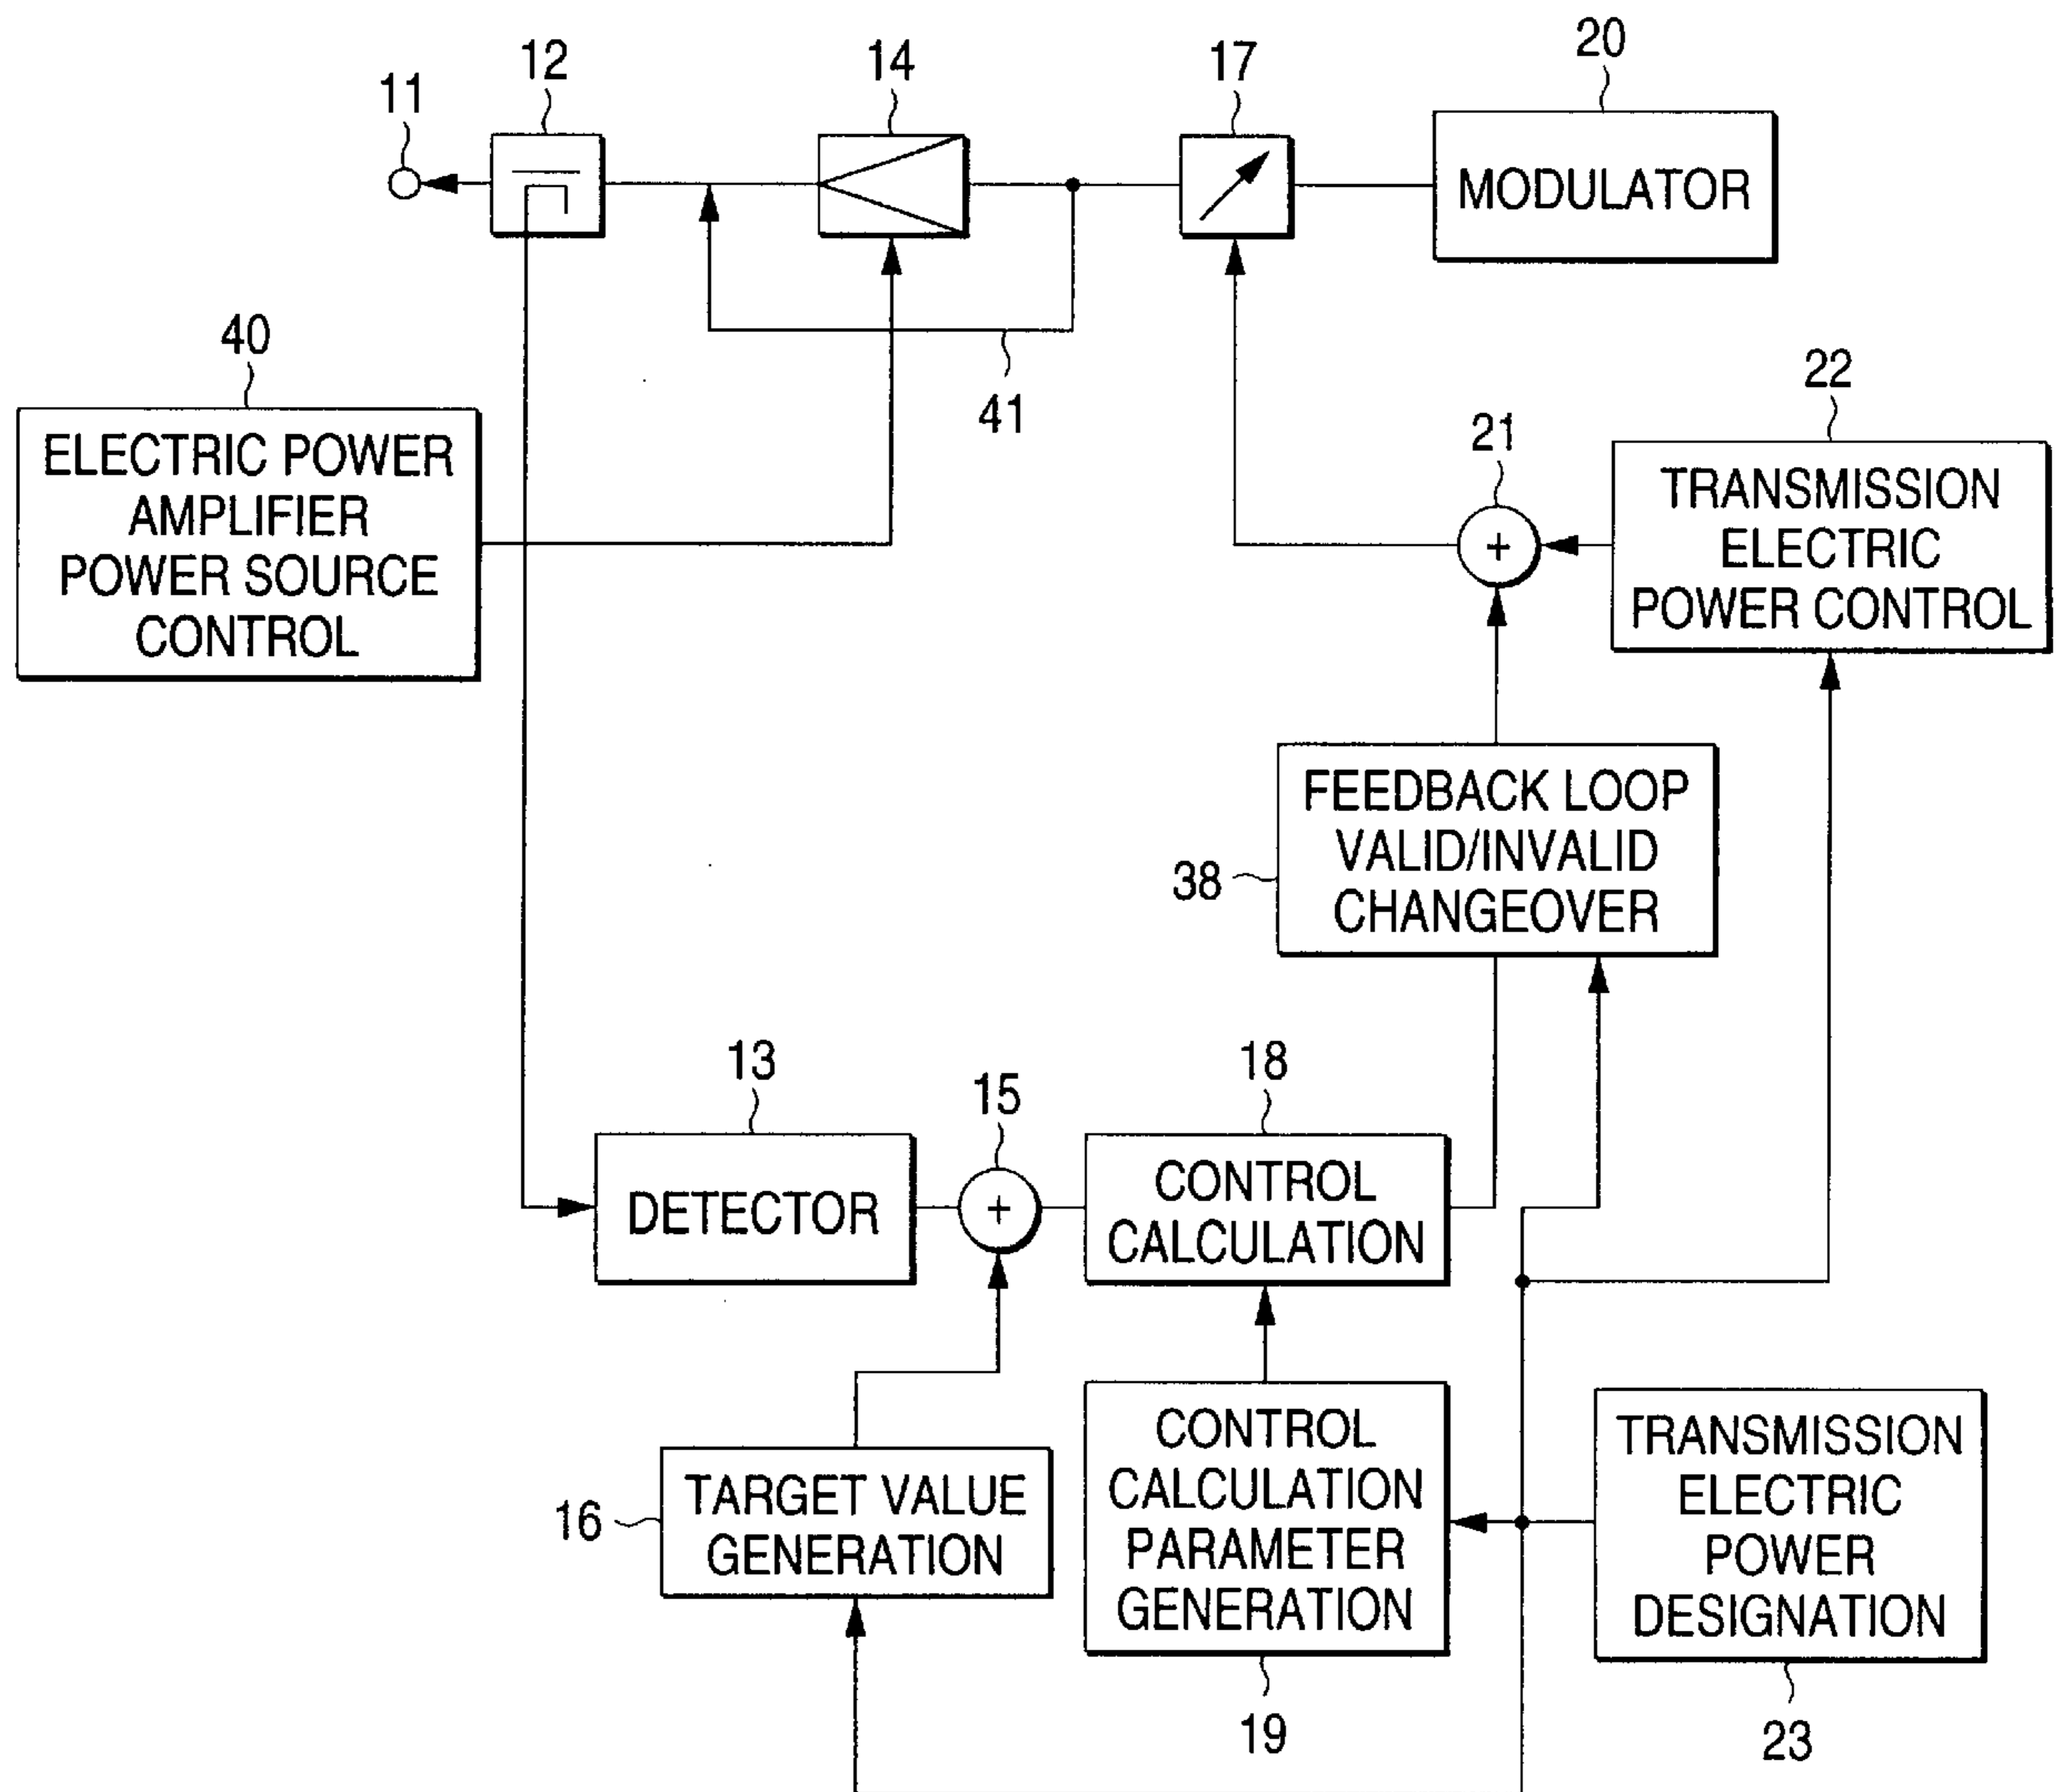 20
12
14
17
11
MODULATOR
40
22
41
21
ELECTRIC POWER
AMPLIFIER
POWER SOURCE
CONTROL
TRANSMISSION
ELECTRIC
POWER CONTROL
+
FEEDBACK LOOP
VALID/INVALID
CHANGEOVER
38
13
15
18
DETECTOR
+
CONTROL
CALCULATION
16
TARGET VALUE
GENERATION
CONTROL
CALCULATION
PARAMETER
GENERATION
TRANSMISSION
ELECTRIC
POWER
DESIGNATION
19
23